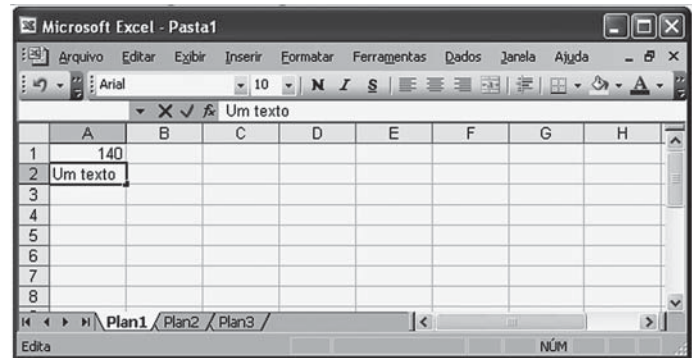 Microsoft Excel - Pasta1
Arquivo Editar Exibir Inserir Formatar Ferramentas Dados Janela Ajuda
Arial 10 N I S A
Um texto
A B C D E F G H
1 140
2 Um texto
3
4
5
6
7
8
Plan1 Plan2 Plan3
Edita NÚM